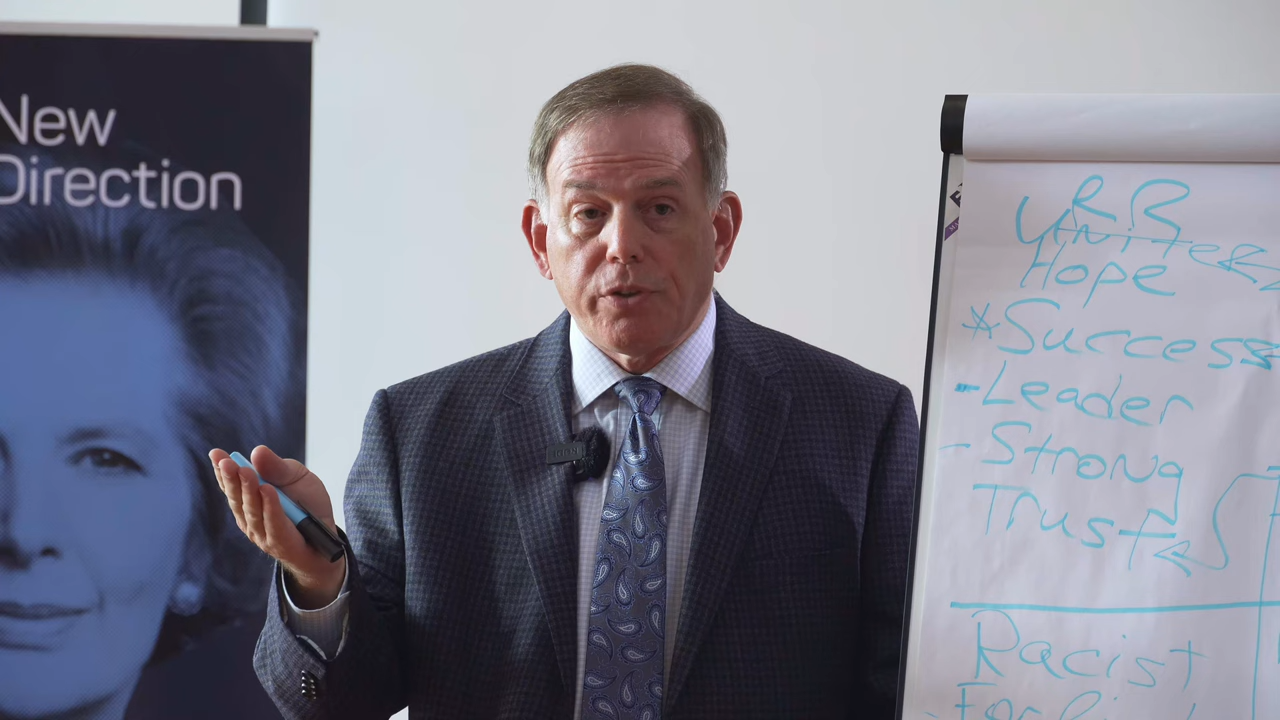 New
Direction
R R
Hope
* Success
- Leader
- Strong
Trust
Racist